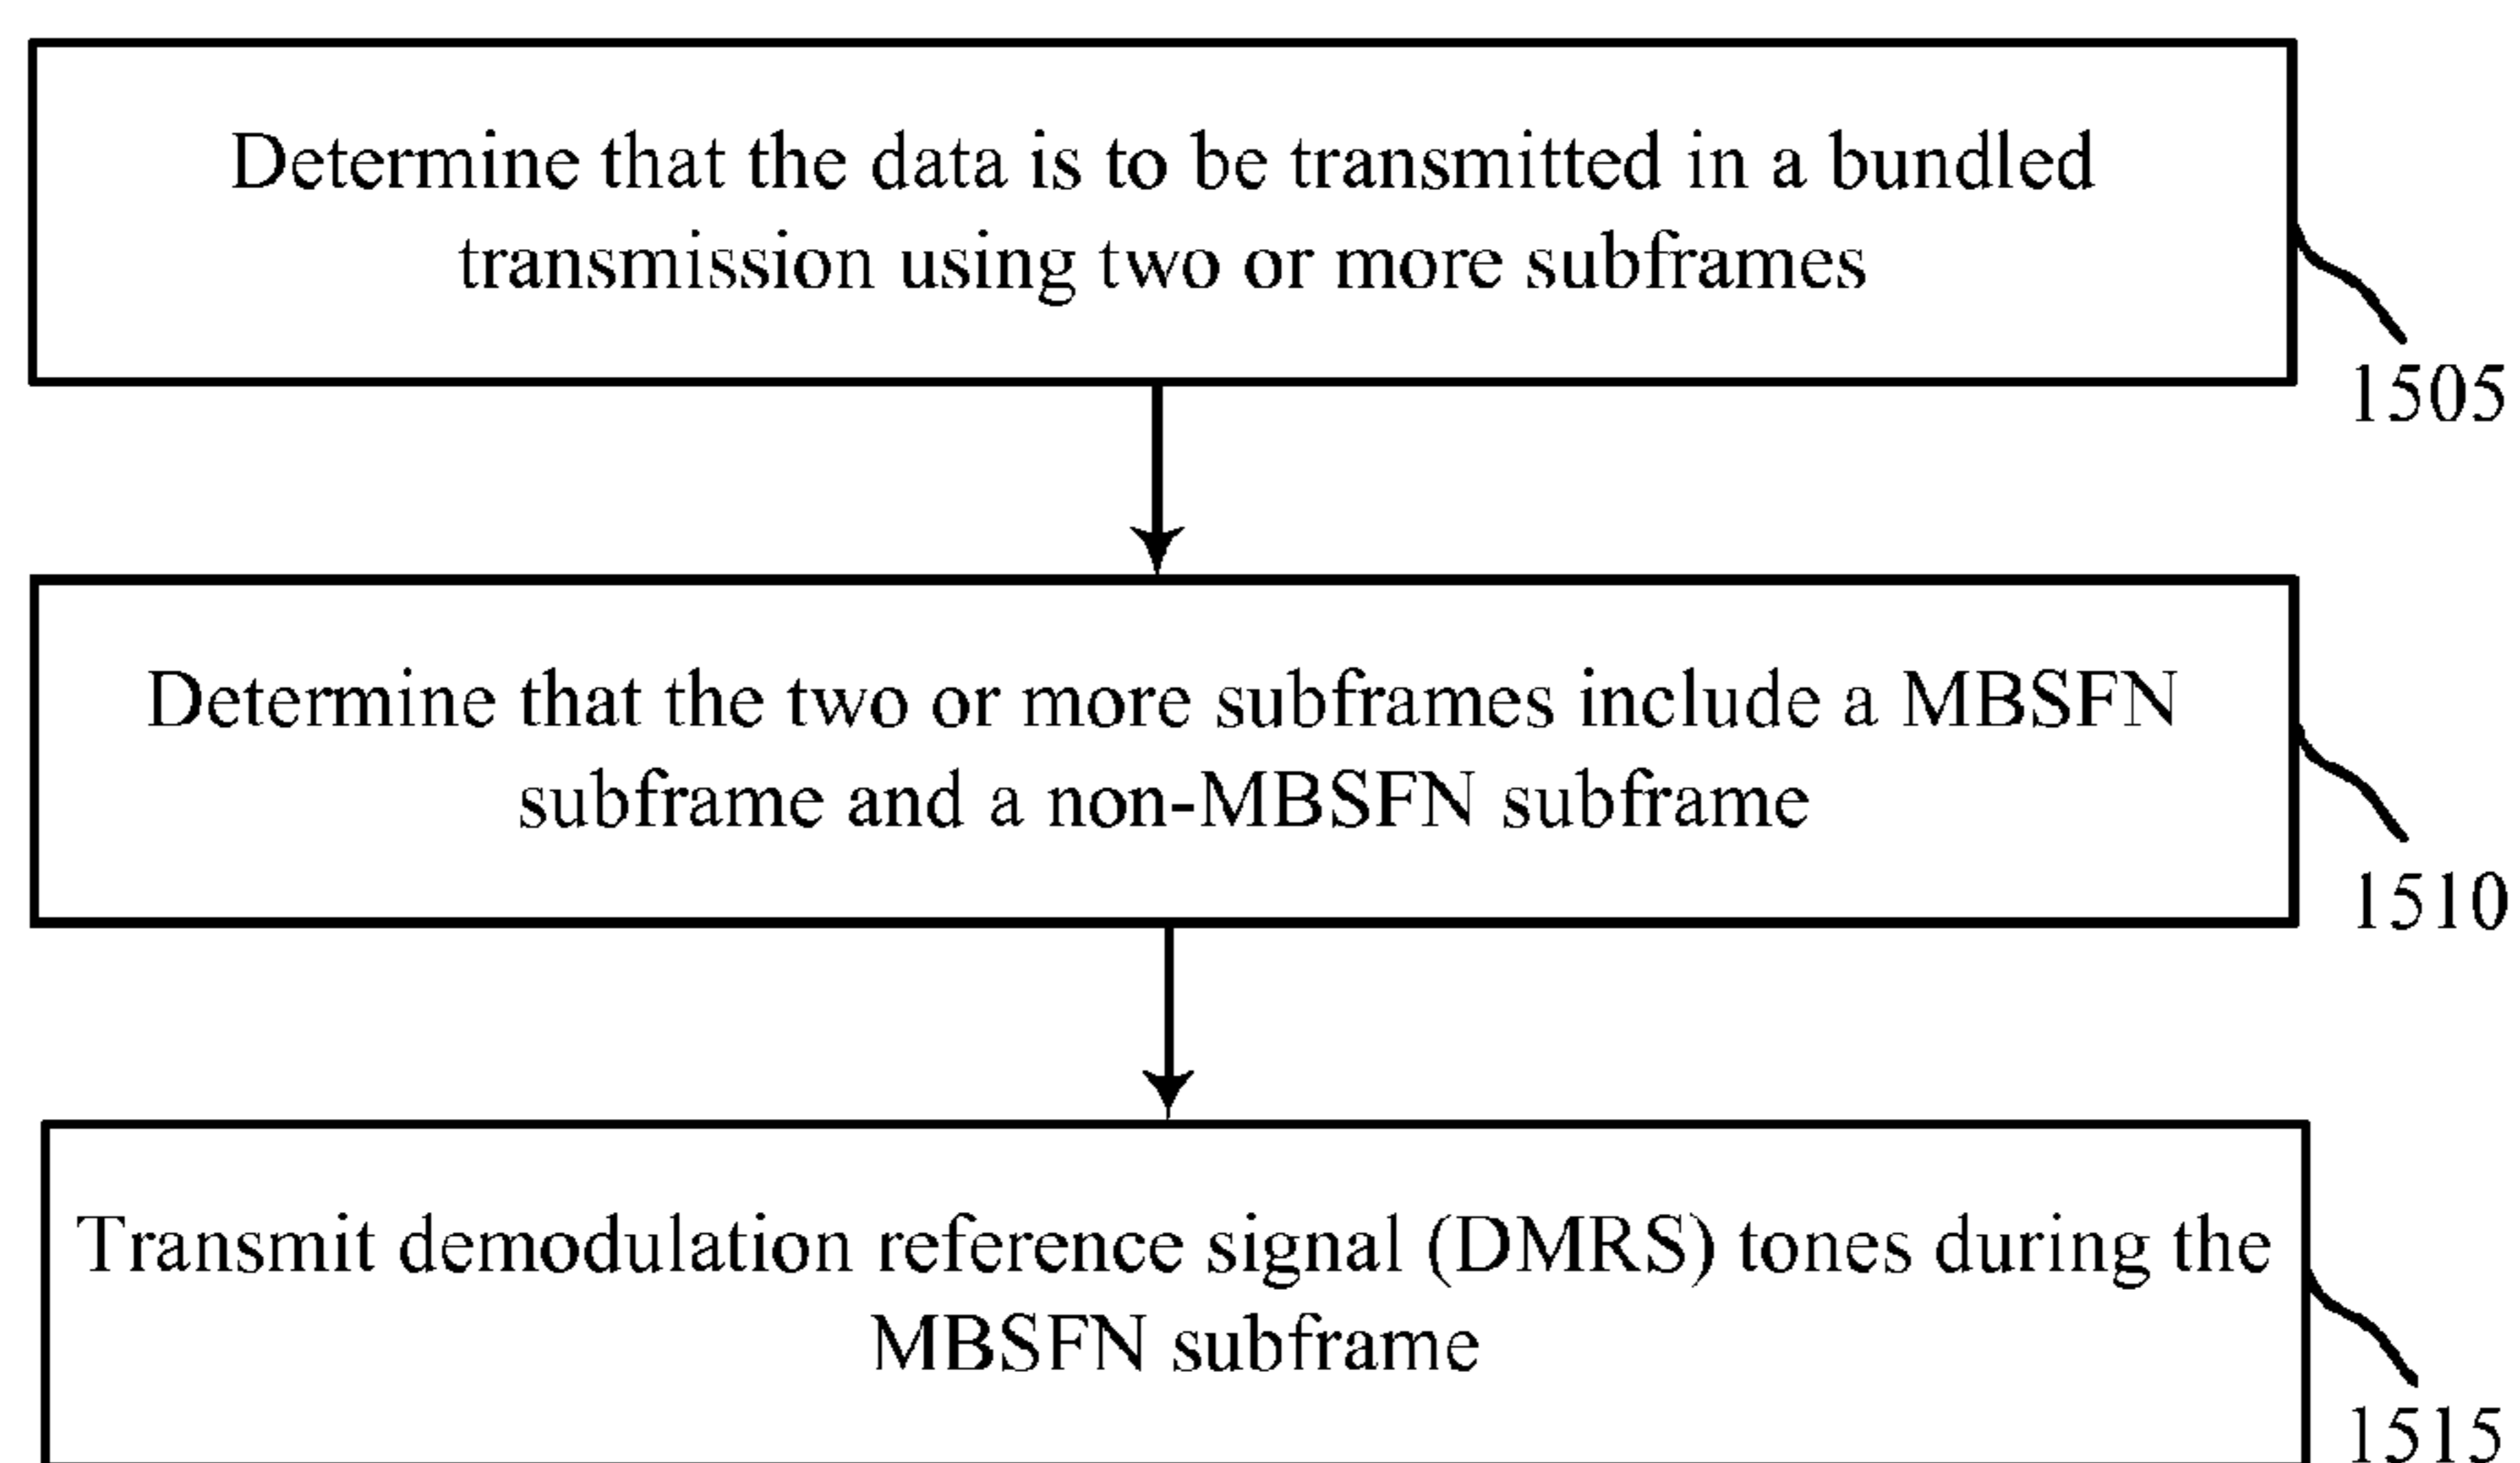 Determine that the data is to be transmitted in a bundled
transmission using two or more subframes
1505
Determine that the two or more subframes include a MBSFN
subframe and a non-MBSFN subframe
1510
Transmit demodulation reference signal (DMRS) tones during the
MBSFN subframe
1515